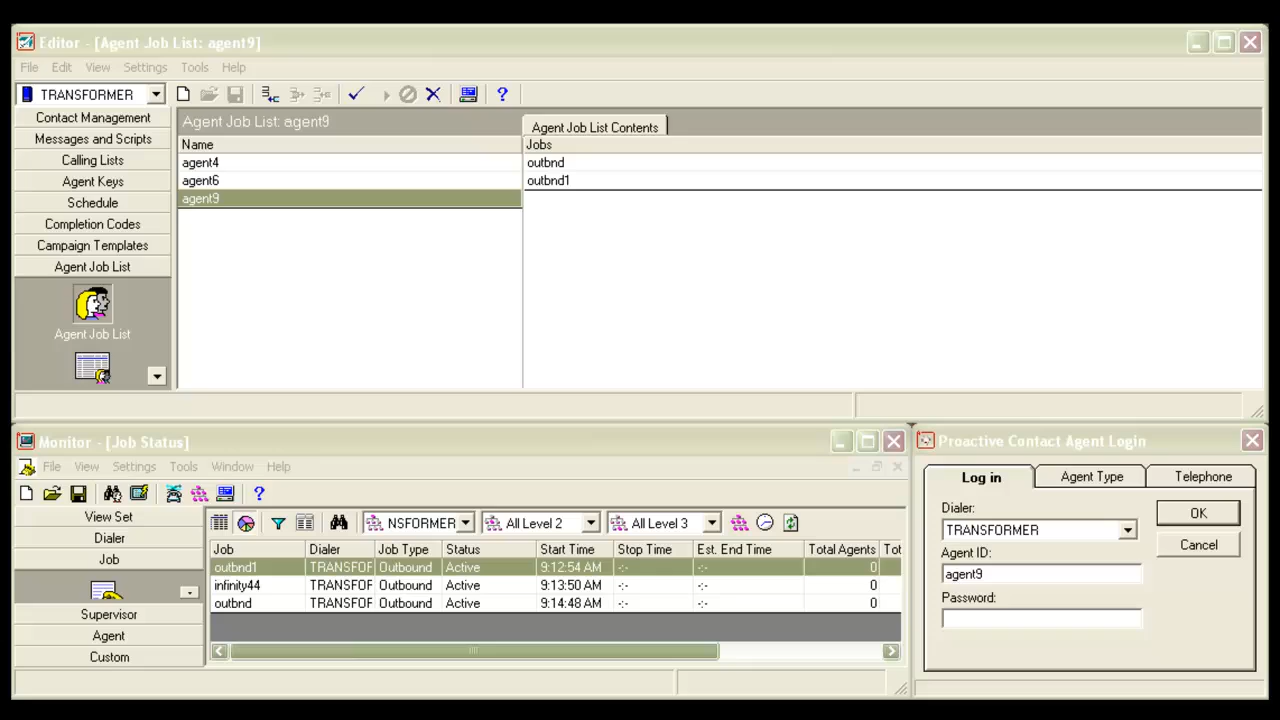 Editor - [Agent Job List: agent9]
File Edit View Settings Tools Help
TRANSFORMER
Contact Management
Messages and Scripts
Calling Lists
Agent Keys
Schedule
Completion Codes
Campaign Templates
Agent Job List
Agent Job List
Agent Job List: agent9
Name
agent4
agent6
agent9
Agent Job List Contents
Jobs
outbnd
outbnd1
Monitor - [Job Status]
File View Settings Tools Window Help
View Set
Dialer
Job
Supervisor
Agent
Custom
NSFORMER All Level 2 All Level 3
Job Dialer Job Type Status Start Time Stop Time Est. End Time Total Agents Tot
outbnd1 TRANSFOF Outbound Active 9:12:54 AM -:- -:- 0
infinity44 TRANSFOF Outbound Active 9:13:50 AM -:- -:- 0
outbnd TRANSFOF Outbound Active 9:14:48 AM -:- -:- 0
Proactive Contact Agent Login
Log in Agent Type Telephone
Dialer:
TRANSFORMER
Agent ID:
agent9
Password:
OK
Cancel